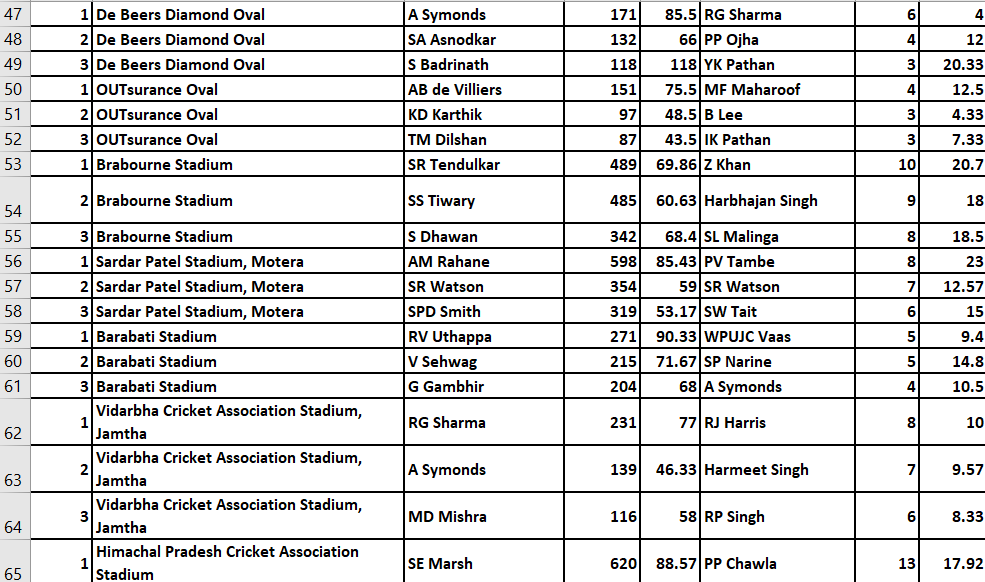 47 1 De Beers Diamond Oval A Symonds 171 85.5 RG Sharma 6 4
48 2 De Beers Diamond Oval SA Asnodkar 132 66 PP Ojha 4 12
49 3 De Beers Diamond Oval S Badrinath 118 118 YK Pathan 3 20.33
50 1 OUTsurance Oval AB de Villiers 151 75.5 MF Maharoof 4 12.5
51 2 OUTsurance Oval KD Karthik 97 48.5 B Lee 3 4.33
52 3 OUTsurance Oval TM Dilshan 87 43.5 IK Pathan 3 7.33
53 1 Brabourne Stadium SR Tendulkar 489 69.86 Z Khan 10 20.7
54 2 Brabourne Stadium SS Tiwary 485 60.63 Harbhajan Singh 9 18
55 3 Brabourne Stadium S Dhawan 342 68.4 SL Malinga 8 18.5
56 1 Sardar Patel Stadium, Motera AM Rahane 598 85.43 PV Tambe 8 23
57 2 Sardar Patel Stadium, Motera SR Watson 354 59 SR Watson 7 12.57
58 3 Sardar Patel Stadium, Motera SPD Smith 319 53.17 SW Tait 6 15
59 1 Barabati Stadium RV Uthappa 271 90.33 WPUJC Vaas 5 9.4
60 2 Barabati Stadium V Sehwag 215 71.67 SP Narine 5 14.8
61 3 Barabati Stadium G Gambhir 204 68 A Symonds 4 10.5
62 1 Vidarbha Cricket Association Stadium,
Jamtha RG Sharma 231 77 RJ Harris 8 10
63 2 Vidarbha Cricket Association Stadium,
Jamtha A Symonds 139 46.33 Harmeet Singh 7 9.57
64 3 Vidarbha Cricket Association Stadium,
Jamtha MD Mishra 116 58 RP Singh 6 8.33
65 1 Himachal Pradesh Cricket Association
Stadium SE Marsh 620 88.57 PP Chawla 13 17.92